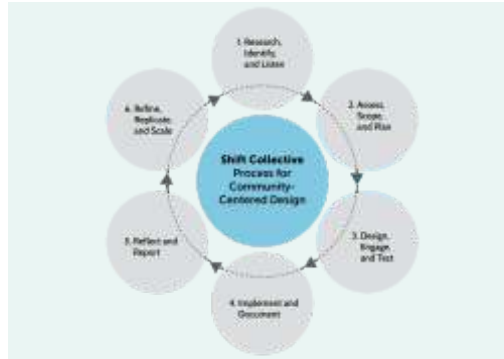 1. Research,
Identify,
and Listen
2. Assess,
Scope,
and Plan
3. Design,
Engage,
and Test
4. Implement and
Document
5. Reflect and
Report
6. Refine,
Replicate,
and Scale
Shift Collective
Process for
Community-
Centered Design